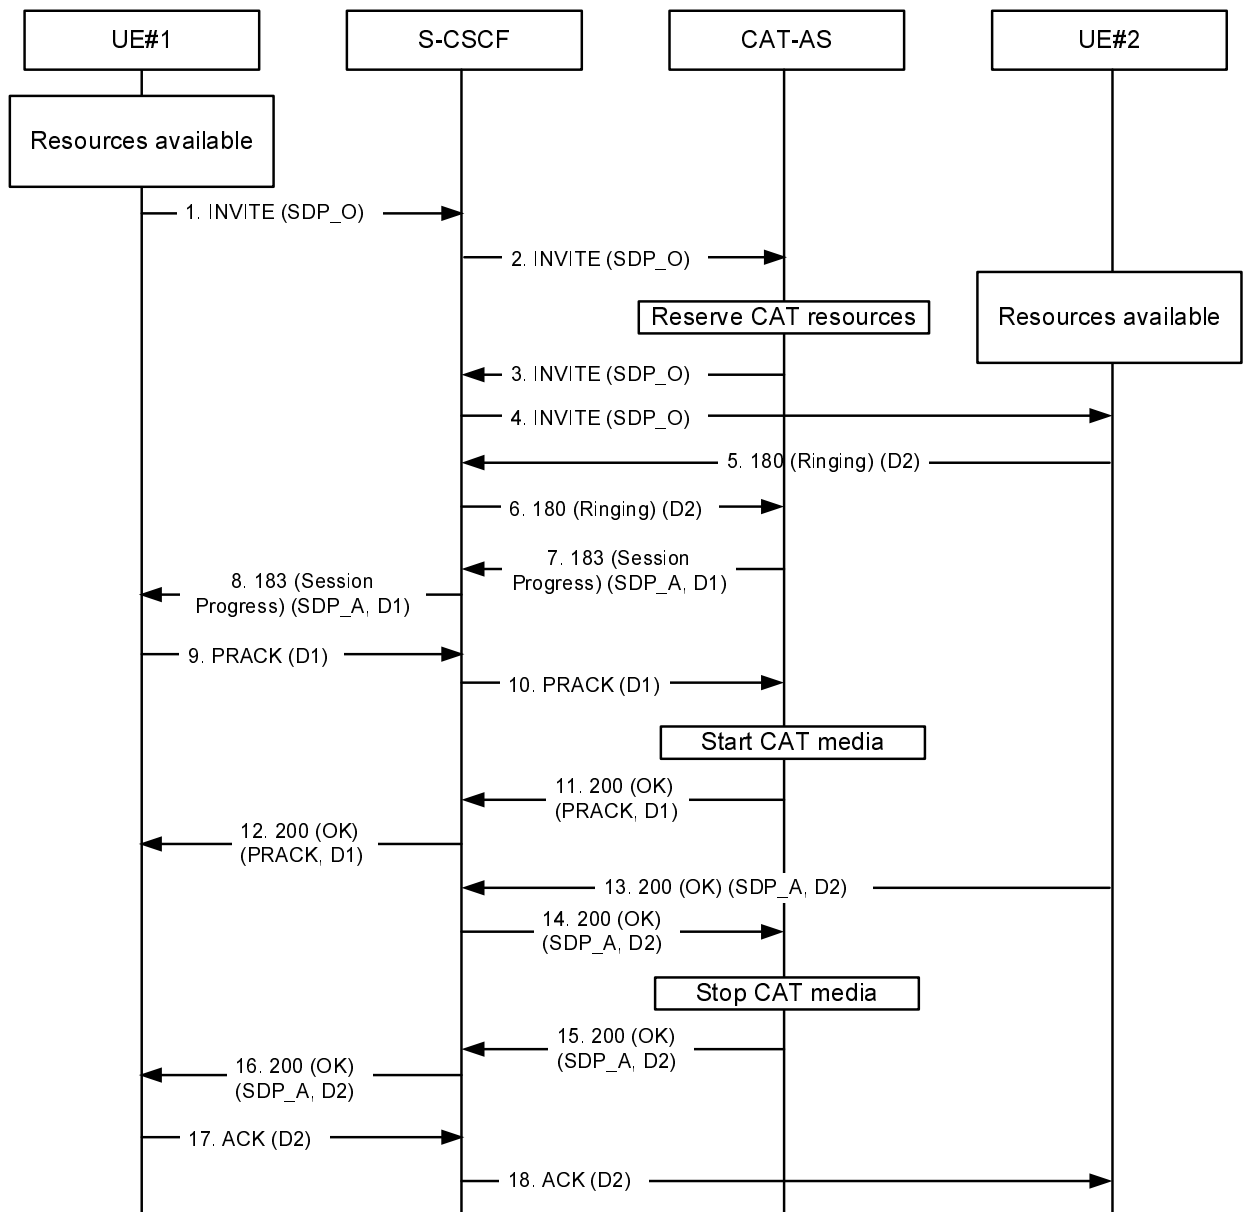 UE#1
S-CSCF
CAT-AS
UE#2
Resources available
1. INVITE (SDP_O)
2. INVITE (SDP_O)
Reserve CAT resources
Resources available
3. INVITE (SDP_O)
4. INVITE (SDP_O)
5. 180 (Ringing) (D2)
6. 180 (Ringing) (D2)
7. 183 (Session
Progress) (SDP_A, D1)
8. 183 (Session
Progress) (SDP_A, D1)
9. PRACK (D1)
10. PRACK (D1)
Start CAT media
11. 200 (OK)
(PRACK, D1)
12. 200 (OK)
(PRACK, D1)
13. 200 (OK) (SDP_A, D2)
14. 200 (OK)
(SDP_A, D2)
Stop CAT media
15. 200 (OK)
(SDP_A, D2)
16. 200 (OK)
(SDP_A, D2)
17. ACK (D2)
18. ACK (D2)